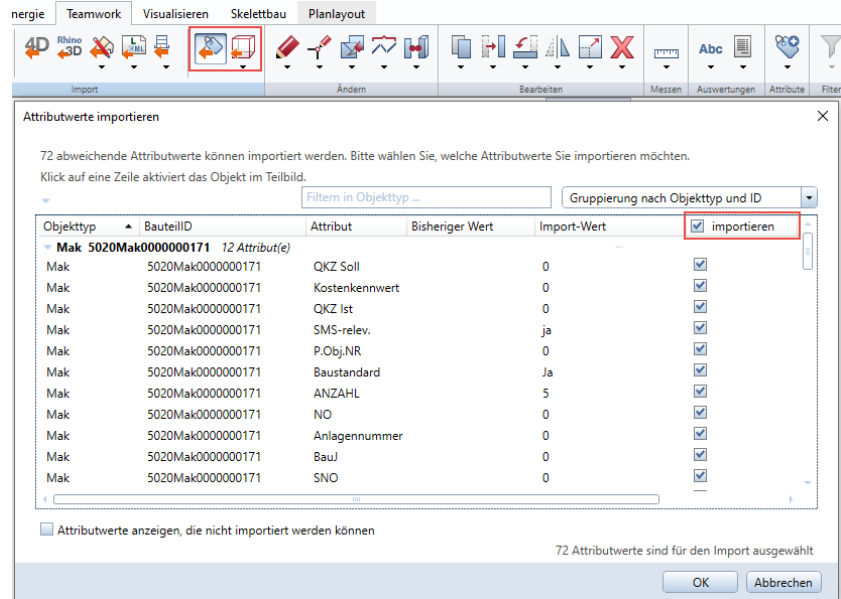 nergie Teamwork Visualisieren Skelettbau Planlayout
4D Rhino 3D XML Abc
Import Ändern Bearbeiten Messen Auswertungen Attribute Filter
Attributwerte importieren
72 abweichende Attributwerte können importiert werden. Bitte wählen Sie, welche Attributwerte Sie importieren möchten.
Klick auf eine Zeile aktiviert das Objekt im Teilbild.
Filtern in Objekttyp ... Gruppierung nach Objekttyp und ID
Objekttyp BauteilID Attribut Bisheriger Wert Import-Wert importieren
Mak 5020Mak0000000171 12 Attribut(e)
Mak 5020Mak0000000171 QKZ Soll 0
Mak 5020Mak0000000171 Kostenkennwert 0
Mak 5020Mak0000000171 QKZ Ist 0
Mak 5020Mak0000000171 SMS-relev. ja
Mak 5020Mak0000000171 P.Obj.NR 0
Mak 5020Mak0000000171 Baustandard Ja
Mak 5020Mak0000000171 ANZAHL 5
Mak 5020Mak0000000171 NO 0
Mak 5020Mak0000000171 Anlagennummer 0
Mak 5020Mak0000000171 BauJ 0
Mak 5020Mak0000000171 SNO 0
Attributwerte anzeigen, die nicht importiert werden können
72 Attributwerte sind für den Import ausgewählt
OK Abbrechen